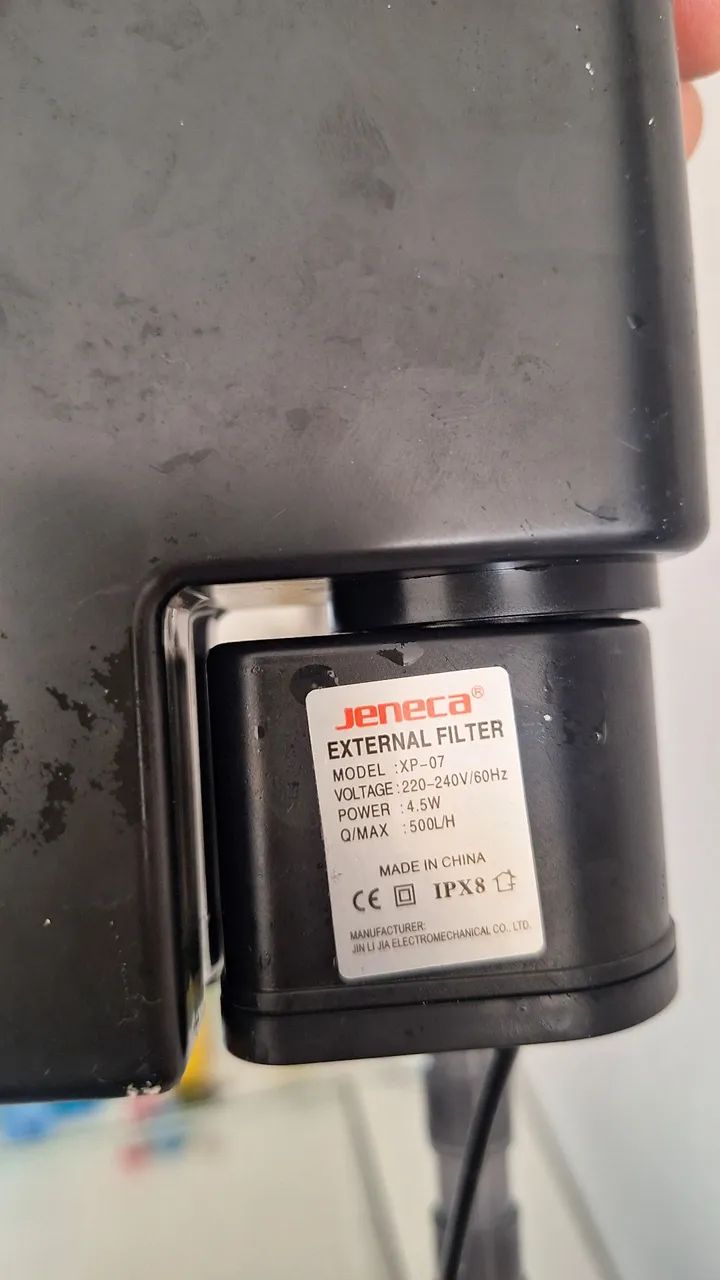 Jeneca®
EXTERNAL FILTER
MODEL :XP-07
VOLTAGE:220-240V/60Hz
POWER :4.5W
Q/MAX :500L/H
MADE IN CHINA
CE IPX8
MANUFACTURER:
JIN LI JIA ELECTROMECHANICAL CO., LTD.